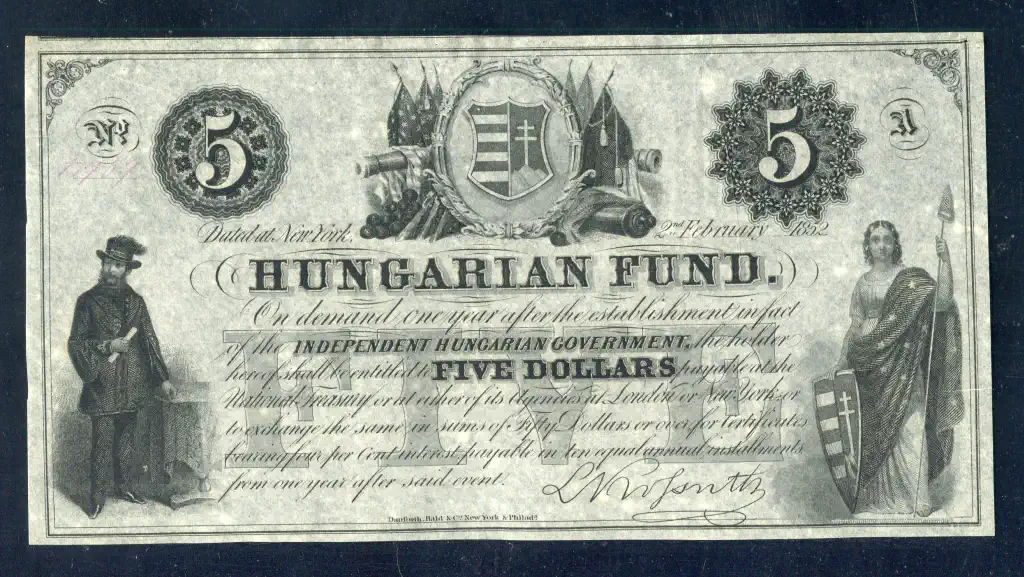 No.
5
5
A
Dated at New York, 2nd February 1852
HUNGARIAN FUND.
On demand one year after the establishment in fact
of the INDEPENDENT HUNGARIAN GOVERNMENT, the holder
hereof shall be entitled to FIVE DOLLARS payable at the
National Treasury or at either of its Agencies at London or New York, or
to exchange the same in sums of Fifty Dollars or over for Certificates
bearing four per Cent interest, payable in ten equal annual installments
from one year after said event.
FIVE
L Kossuth
Danforth, Bald & Co. New York & Philada.